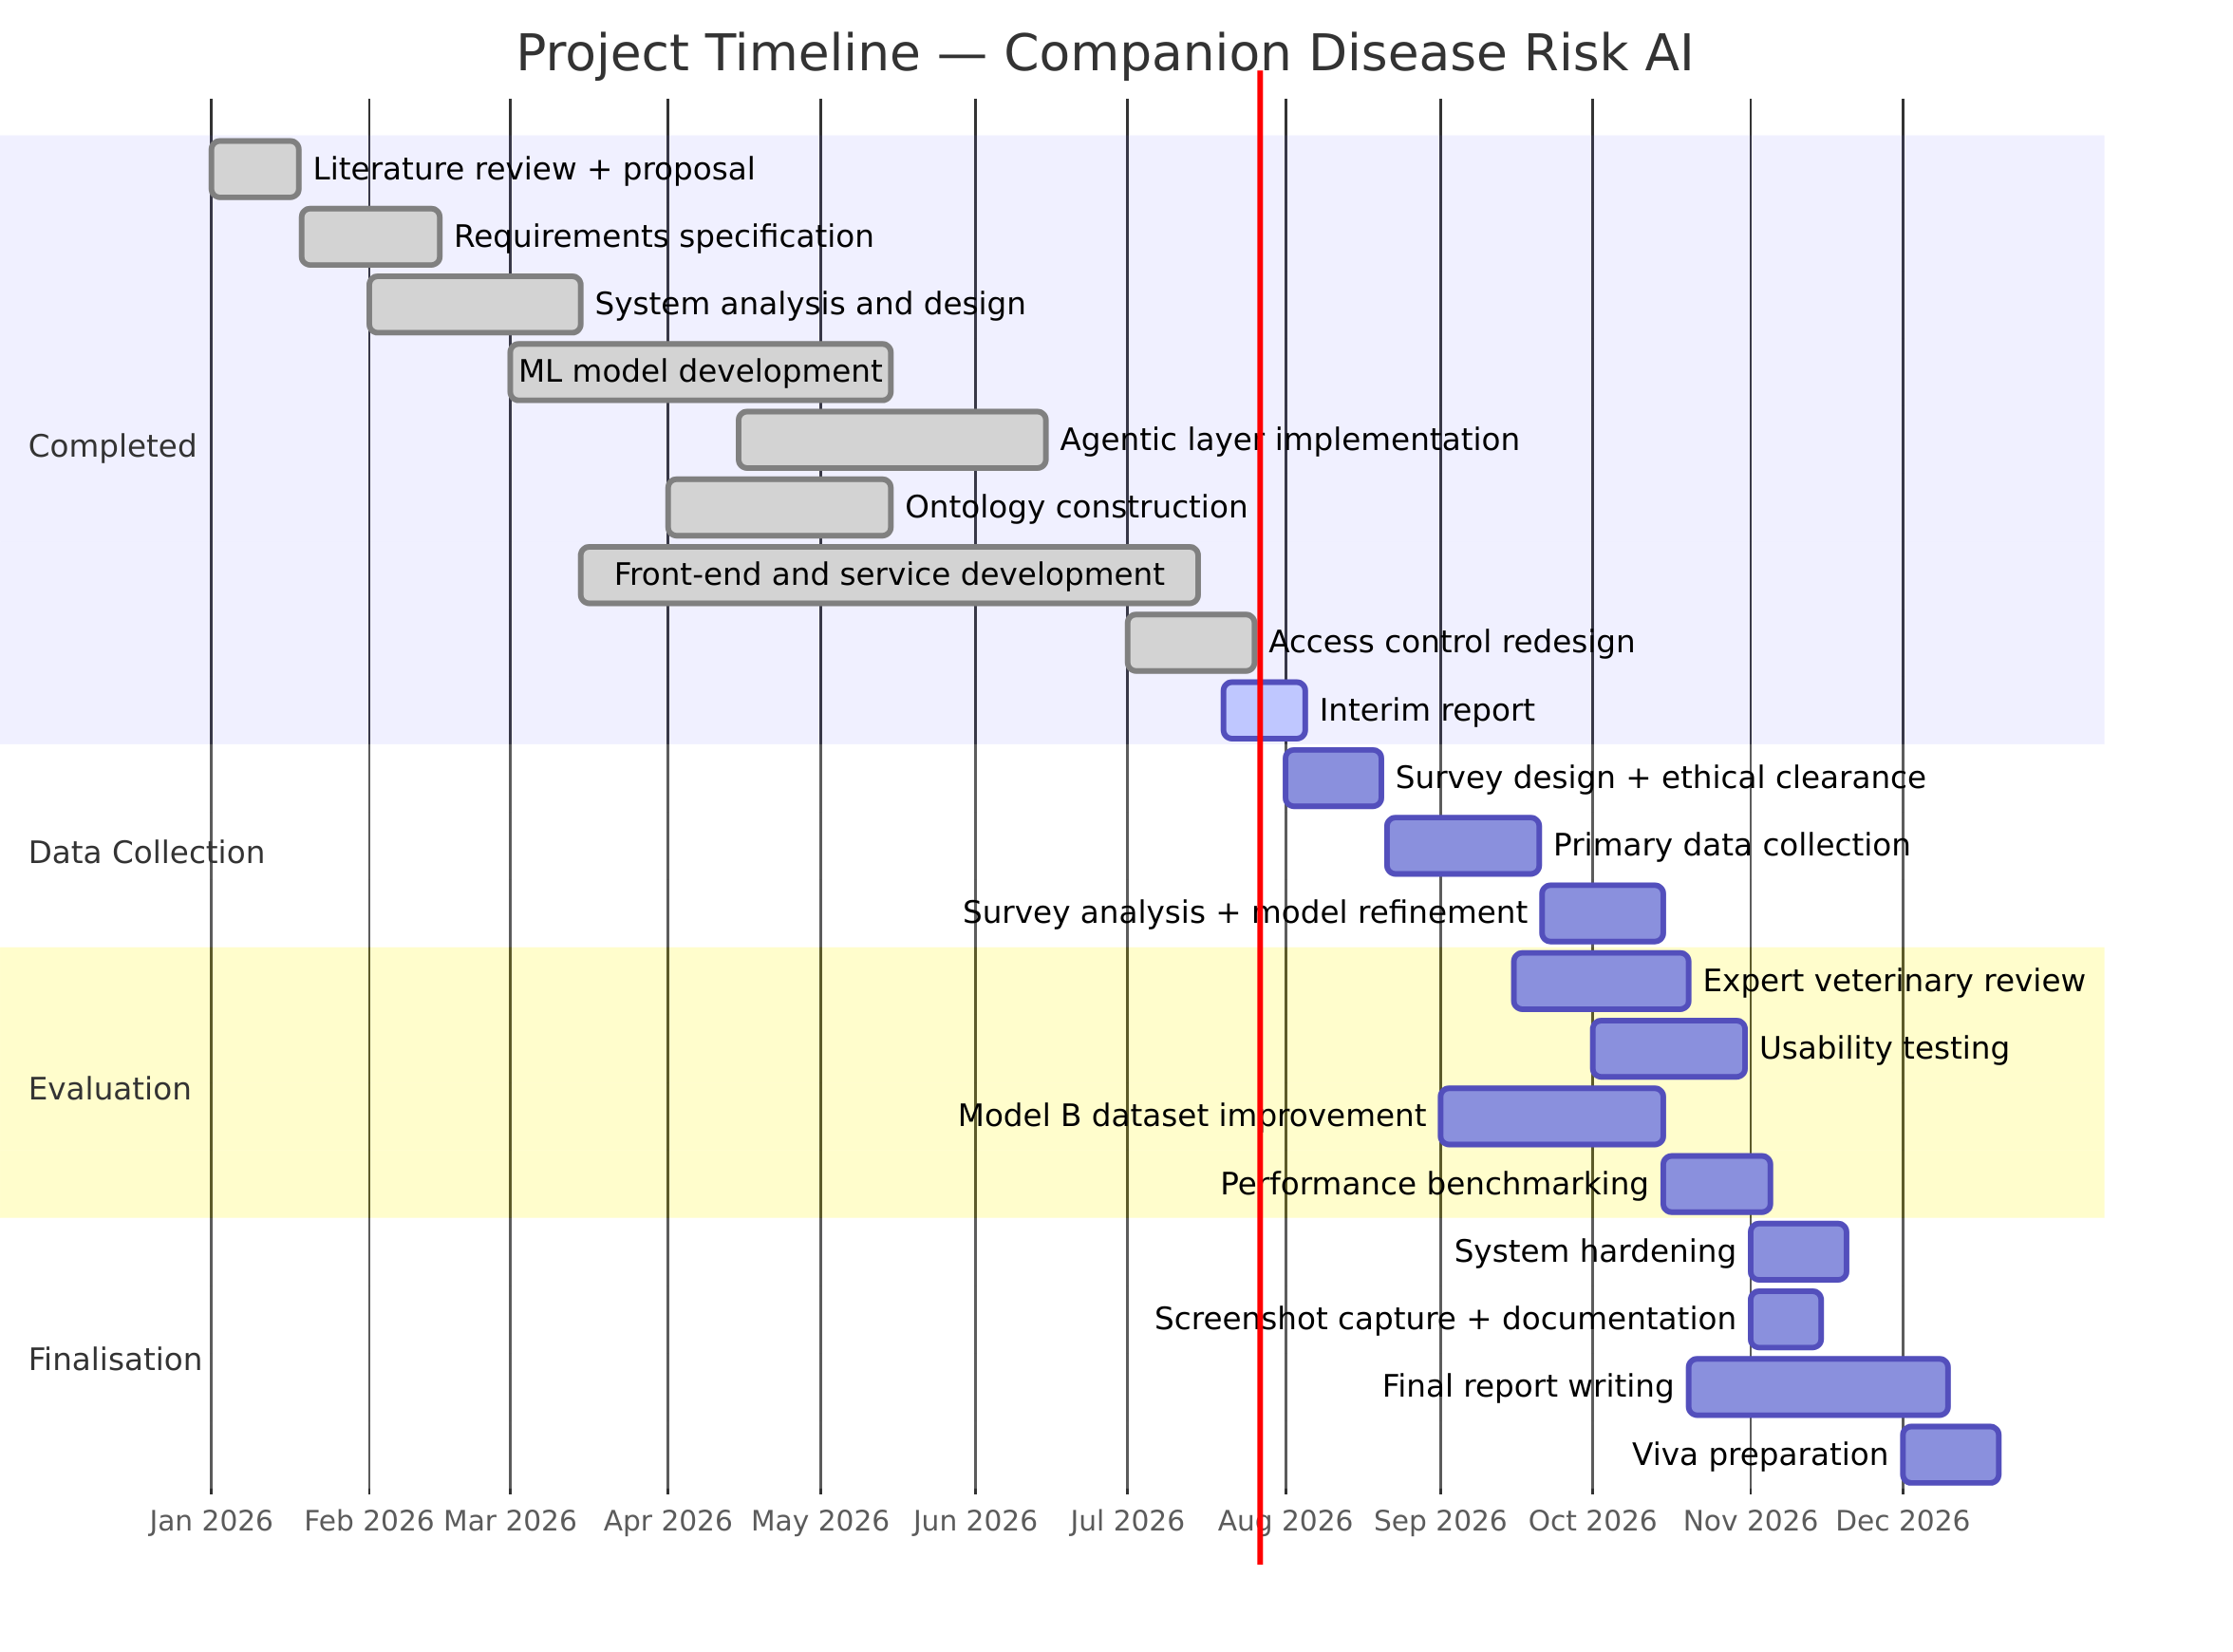 Project Timeline — Companion Disease Risk AI
Literature review + proposal
Requirements specification
System analysis and design
ML model development
Agentic layer implementation
Completed
Ontology construction
Front-end and service development
Access control redesign
Interim report
Survey design + ethical clearance
Primary data collection
Data Collection
Survey analysis + model refinement
Expert veterinary review
Usability testing
Evaluation
Model B dataset improvement
Performance benchmarking
System hardening
Screenshot capture + documentation
Finalisation
Final report writing
Viva preparation
Jan 2026 Feb 2026 Mar 2026 Apr 2026 May 2026 Jun 2026 Jul 2026 Aug 2026 Sep 2026 Oct 2026 Nov 2026 Dec 2026